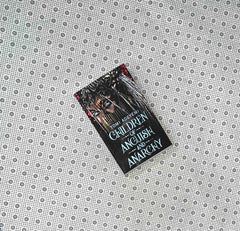 CHILDREN
OF
ANGUISH
AND
ANARCHY